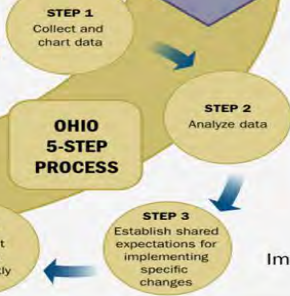 STEP 1
Collect and
chart data
STEP 2
Analyze data
OHIO
5-STEP
PROCESS
STEP 3
Establish shared
expectations for
implementing
specific
changes